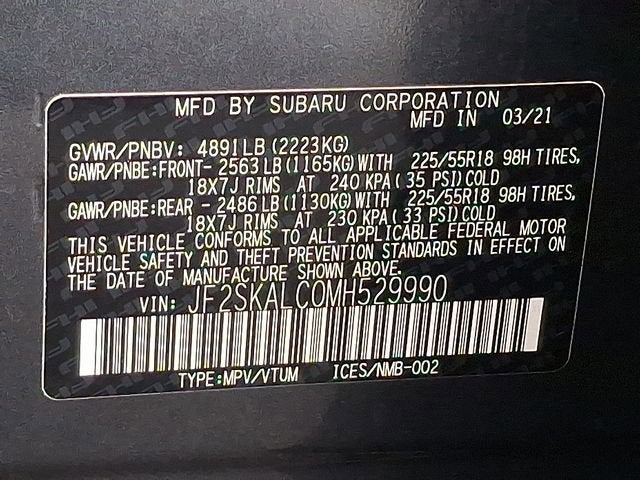 MFD BY SUBARU CORPORATION
MFD IN 03/21
GVWR/PNBV: 4891LB(2223KG)
GAWR/PNBE:FRONT- 2563LB(1165KG)WITH 225/55R18 98H TIRES,
18X7J RIMS AT 240 KPA(35 PSI)COLD
GAWR/PNBE:REAR - 2486LB(1130KG)WITH 225/55R18 98H TIRES,
18X7J RIMS AT 230 KPA(33 PSI)COLD
THIS VEHICLE CONFORMS TO ALL APPLICABLE FEDERAL MOTOR
VEHICLE SAFETY AND THEFT PREVENTION STANDARDS IN EFFECT ON
THE DATE OF MANUFACTURE SHOWN ABOVE.
VIN: JF2SKALC0MH529990
TYPE:MPV/VTUM ICES/NMB-002